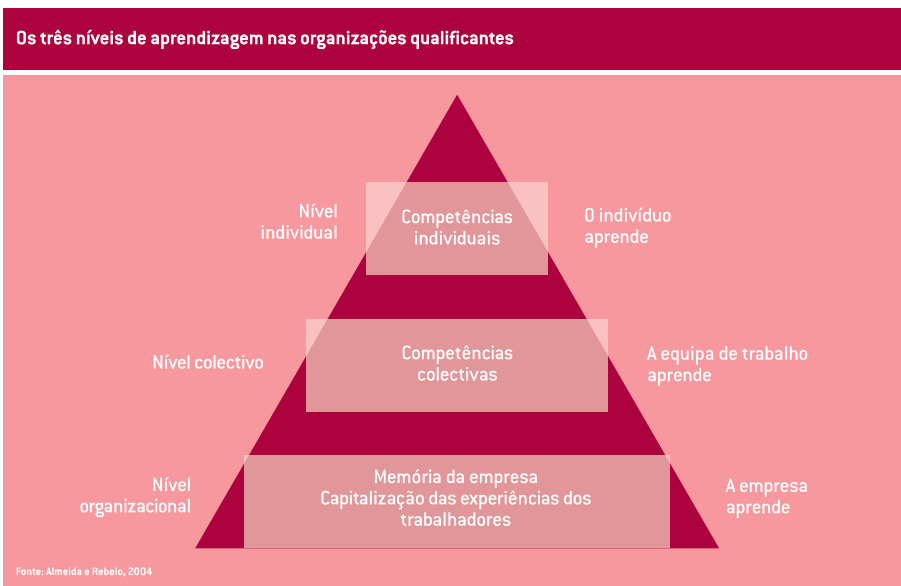 Os três níveis de aprendizagem nas organizações qualificantes
Nível
individual
Competências
individuais
O indivíduo
aprende
Nível colectivo
Competências
colectivas
A equipa de trabalho
aprende
Nível
organizacional
Memória da empresa
Capitalização das experiências dos
trabalhadores
A empresa
aprende
Fonte: Almeida e Rebelo, 2004